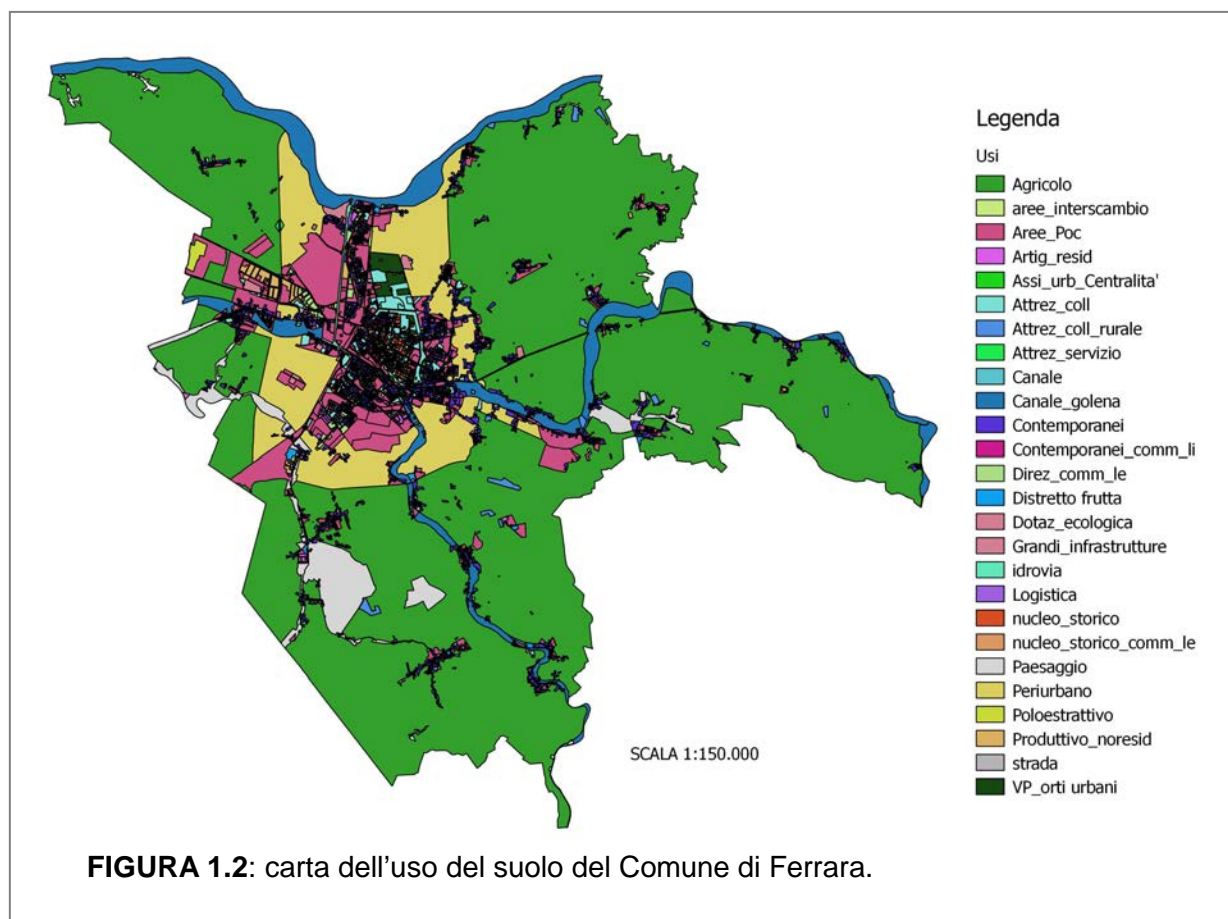 Legenda
Usi
Agricolo
aree_interscambio
Aree_Poc
Artig_resid
Assi_urb_Centralita'
Attrez_coll
Attrez_coll_rurale
Attrez_servizio
Canale
Canale_golena
Contemporanei
Contemporanei_comm_li
Direz_comm_le
Distretto frutta
Dotaz_ecologica
Grandi_infrastrutture
idrovia
Logistica
nucleo_storico
nucleo_storico_comm_le
Paesaggio
Periurbano
Poloestrattivo
Produttivo_noresid
strada
VP_orti urbani
SCALA 1:150.000
FIGURA 1.2: carta dell'uso del suolo del Comune di Ferrara.